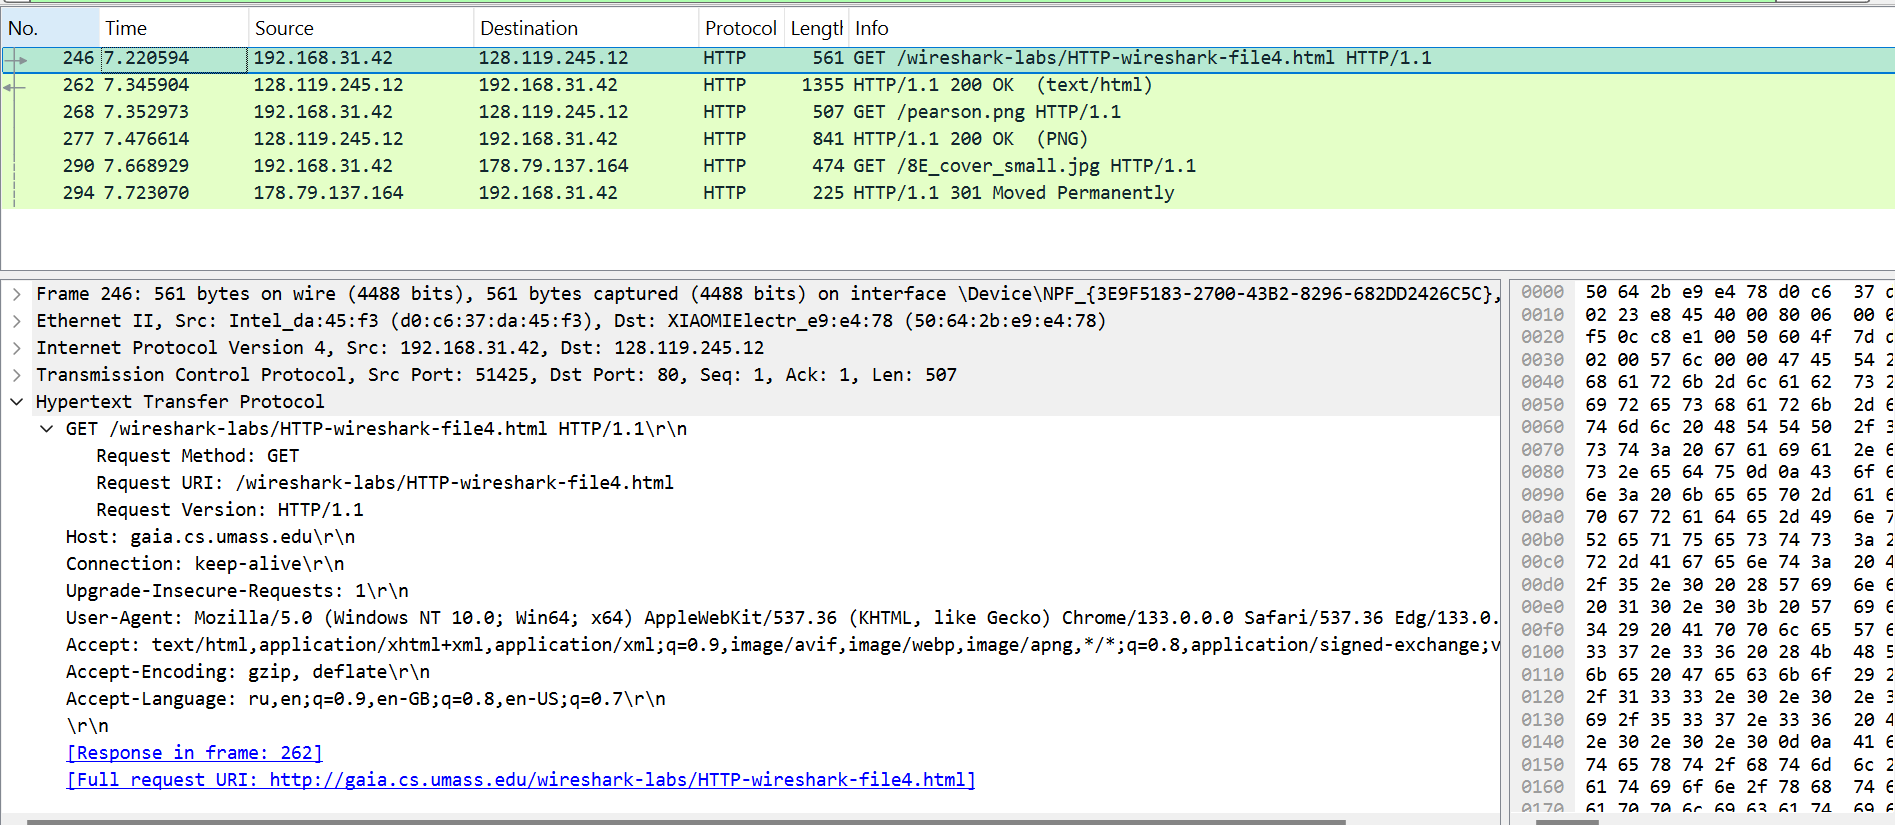 No. Time Source Destination Protocol Length Info
246 7.220594 192.168.31.42 128.119.245.12 HTTP 561 GET /wireshark-labs/HTTP-wireshark-file4.html HTTP/1.1
262 7.345904 128.119.245.12 192.168.31.42 HTTP 1355 HTTP/1.1 200 OK (text/html)
268 7.352973 192.168.31.42 128.119.245.12 HTTP 507 GET /pearson.png HTTP/1.1
277 7.476614 128.119.245.12 192.168.31.42 HTTP 841 HTTP/1.1 200 OK (PNG)
290 7.668929 192.168.31.42 178.79.137.164 HTTP 474 GET /8E_cover_small.jpg HTTP/1.1
294 7.723070 178.79.137.164 192.168.31.42 HTTP 225 HTTP/1.1 301 Moved Permanently
Frame 246: 561 bytes on wire (4488 bits), 561 bytes captured (4488 bits) on interface \Device\NPF_{3E9F5183-2700-43B2-8296-682DD2426C5C},
Ethernet II, Src: Intel_da:45:f3 (d0:c6:37:da:45:f3), Dst: XIAOMIElectr_e9:e4:78 (50:64:2b:e9:e4:78)
Internet Protocol Version 4, Src: 192.168.31.42, Dst: 128.119.245.12
Transmission Control Protocol, Src Port: 51425, Dst Port: 80, Seq: 1, Ack: 1, Len: 507
Hypertext Transfer Protocol
GET /wireshark-labs/HTTP-wireshark-file4.html HTTP/1.1\r\n
Request Method: GET
Request URI: /wireshark-labs/HTTP-wireshark-file4.html
Request Version: HTTP/1.1
Host: gaia.cs.umass.edu\r\n
Connection: keep-alive\r\n
Upgrade-Insecure-Requests: 1\r\n
User-Agent: Mozilla/5.0 (Windows NT 10.0; Win64; x64) AppleWebKit/537.36 (KHTML, like Gecko) Chrome/133.0.0.0 Safari/537.36 Edg/133.0.
Accept: text/html,application/xhtml+xml,application/xml;q=0.9,image/avif,image/webp,image/apng,*/*;q=0.8,application/signed-exchange;v
Accept-Encoding: gzip, deflate\r\n
Accept-Language: ru,en;q=0.9,en-GB;q=0.8,en-US;q=0.7\r\n
\r\n
[Response in frame: 262]
[Full request URI: http://gaia.cs.umass.edu/wireshark-labs/HTTP-wireshark-file4.html]
0000 50 64 2b e9 e4 78 d0 c6 37
0010 02 23 e8 45 40 00 80 06 00
0020 f5 0c c8 e1 00 50 60 4f 7d
0030 02 00 57 6c 00 00 47 45 54
0040 68 61 72 6b 2d 6c 61 62 73
0050 69 72 65 73 68 61 72 6b 2d
0060 74 6d 6c 20 48 54 54 50 2f
0070 73 74 3a 20 67 61 69 61 2e
0080 73 2e 65 64 75 0d 0a 43 6f
0090 6e 3a 20 6b 65 65 70 2d 61
00a0 70 67 72 61 64 65 2d 49 6e
00b0 52 65 71 75 65 73 74 73 3a
00c0 72 2d 41 67 65 6e 74 3a 20
00d0 2f 35 2e 30 20 28 57 69 6e
00e0 20 31 30 2e 30 3b 20 57 69
00f0 34 29 20 41 70 70 6c 65 57
0100 33 37 2e 33 36 20 28 4b 48
0110 6b 65 20 47 65 63 6b 6f 29
0120 2f 31 33 33 2e 30 2e 30 2e
0130 69 2f 35 33 37 2e 33 36 20
0140 2e 30 2e 30 2e 30 0d 0a 41
0150 74 65 78 74 2f 68 74 6d 6c
0160 61 74 69 6f 6e 2f 78 68 74
0170 61 70 70 6c 69 63 61 74 69